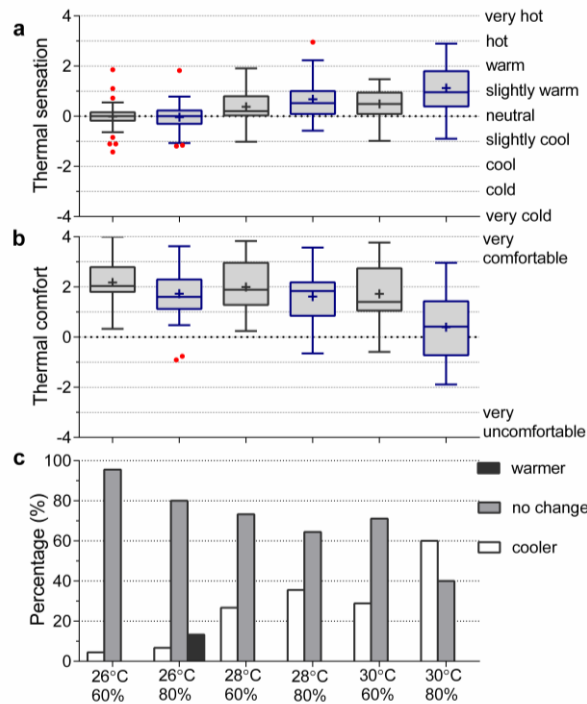 a
Thermal sensation
4
2
0
-2
-4
very hot
hot
warm
slightly warm
neutral
slightly cool
cool
cold
very cold
b
Thermal comfort
4
2
0
-2
-4
very
comfortable
very
uncomfortable
c
Percentage (%)
100
80
60
40
20
0
warmer
no change
cooler
26°C 26°C 28°C 28°C 30°C 30°C
60% 80% 60% 80% 60% 80%